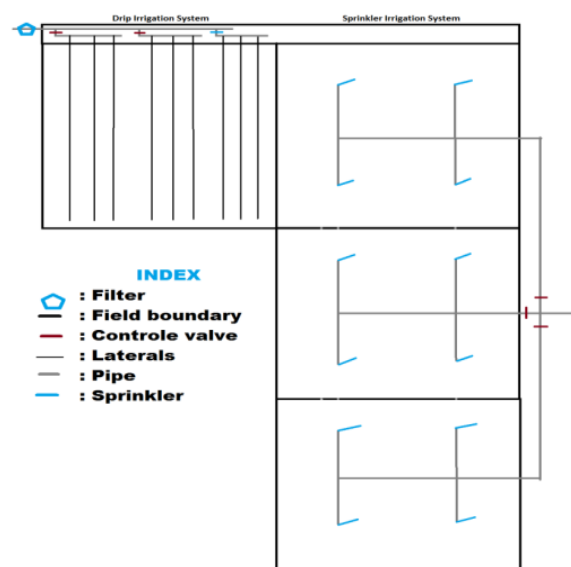 Drip Irrigation System
Sprinkler Irrigation System
INDEX
: Filter
: Field boundary
: Controle valve
: Laterals
: Pipe
: Sprinkler